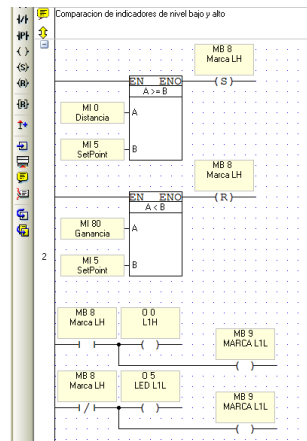 Comparacion de indicadores de nivel bajo y alto
MB 8
Marca LH
EN ENO
(S)
A >= B
MI 0
Distancia
A
MI 5
SetPoint
B
MB 8
Marca LH
EN ENO
(R)
A < B
MI 80
Ganancia
A
2
MI 5
SetPoint
B
MB 8
Marca LH
O 0
L1H
MB 9
MARCA L1L
MB 8
Marca LH
O 5
LED L1L
MB 9
MARCA L1L